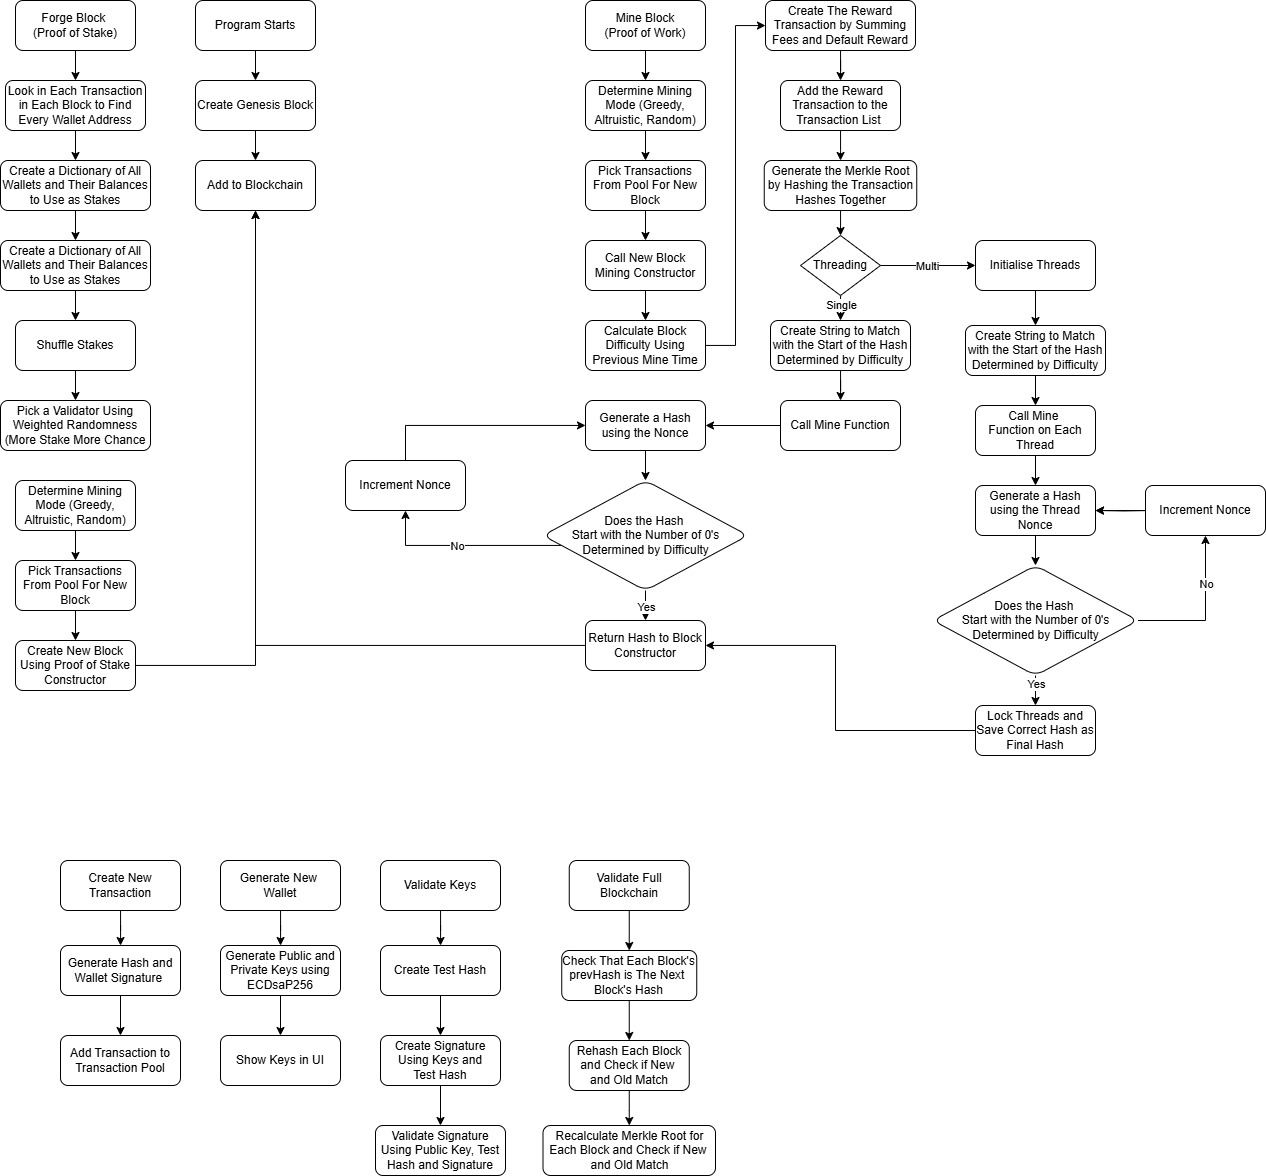 Forge Block
(Proof of Stake)
Look in Each Transaction
in Each Block to Find
Every Wallet Address
Create a Dictionary of All
Wallets and Their Balances
to Use as Stakes
Create a Dictionary of All
Wallets and Their Balances
to Use as Stakes
Shuffle Stakes
Pick a Validator Using
Weighted Randomness
(More Stake More Chance
Determine Mining
Mode (Greedy,
Altruistic, Random)
Pick Transactions
From Pool For New
Block
Create New Block
Using Proof of Stake
Constructor
Program Starts
Create Genesis Block
Add to Blockchain
Mine Block
(Proof of Work)
Determine Mining
Mode (Greedy,
Altruistic, Random)
Pick Transactions
From Pool For New
Block
Call New Block
Mining Constructor
Calculate Block
Difficulty Using
Previous Mine Time
Create The Reward
Transaction by Summing
Fees and Default Reward
Add the Reward
Transaction to the
Transaction List
Generate the Merkle Root
by Hashing the Transaction
Hashes Together
Threading
Multi
Single
Create String to Match
with the Start of the Hash
Determined by Difficulty
Call Mine Function
Generate a Hash
using the Nonce
Increment Nonce
Does the Hash
Start with the Number of 0's
Determined by Difficulty
No
Yes
Return Hash to Block
Constructor
Initialise Threads
Create String to Match
with the Start of the Hash
Determined by Difficulty
Call Mine
Function on Each
Thread
Generate a Hash
using the Thread
Nonce
Increment Nonce
Does the Hash
Start with the Number of 0's
Determined by Difficulty
No
Yes
Lock Threads and
Save Correct Hash as
Final Hash
Create New
Transaction
Generate Hash and
Wallet Signature
Add Transaction to
Transaction Pool
Generate New
Wallet
Generate Public and
Private Keys using
ECDsaP256
Show Keys in UI
Validate Keys
Create Test Hash
Create Signature
Using Keys and
Test Hash
Validate Signature
Using Public Key, Test
Hash and Signature
Validate Full
Blockchain
Check That Each Block's
prevHash is The Next
Block's Hash
Rehash Each Block
and Check if New
and Old Match
Recalculate Merkle Root for
Each Block and Check if New
and Old Match